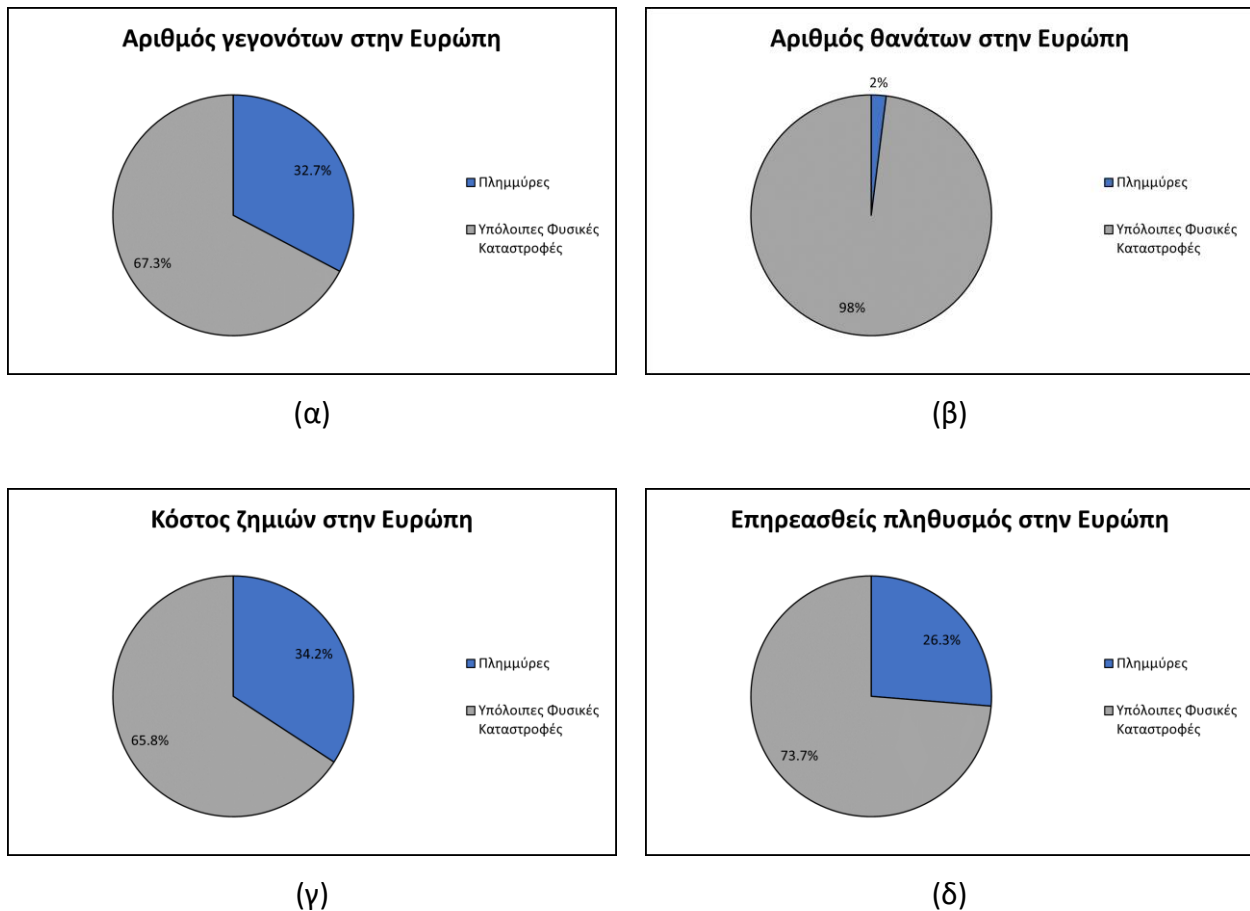 Αριθμός γεγονότων στην Ευρώπη
32.7%
67.3%
Πλημμύρες
Υπόλοιπες Φυσικές
Καταστροφές
(α)
Αριθμός θανάτων στην Ευρώπη
2%
98%
Πλημμύρες
Υπόλοιπες Φυσικές
Καταστροφές
(β)
Κόστος ζημιών στην Ευρώπη
34.2%
65.8%
Πλημμύρες
Υπόλοιπες Φυσικές
Καταστροφές
(γ)
Επηρεασθείς πληθυσμός στην Ευρώπη
26.3%
73.7%
Πλημμύρες
Υπόλοιπες Φυσικές
Καταστροφές
(δ)